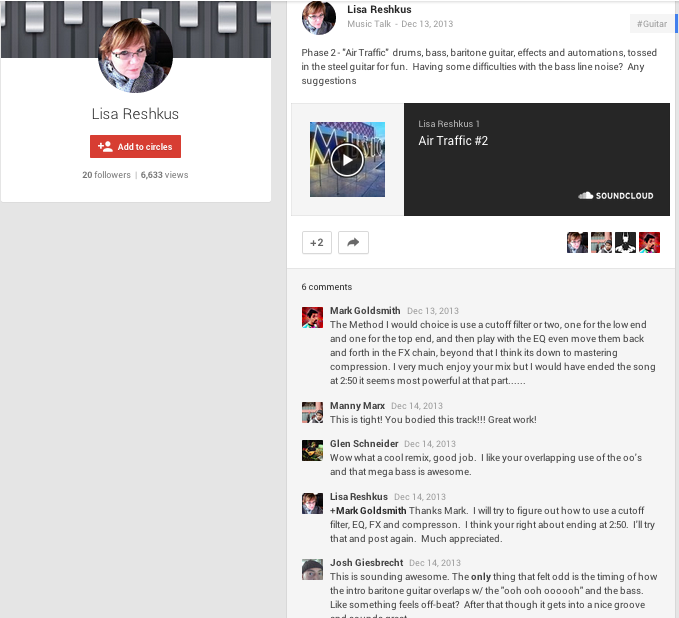 Lisa Reshkus
Add to circles
20 followers | 6,633 views
Lisa Reshkus
Music Talk - Dec 13, 2013
#Guitar
Phase 2 - "Air Traffic" drums, bass, baritone guitar, effects and automations, tossed
in the steel guitar for fun. Having some difficulties with the bass line noise? Any
suggestions
Lisa Reshkus 1
Air Traffic #2
SOUNDCLOUD
+2
6 comments
Mark Goldsmith Dec 13, 2013
The Method I would choice is use a cutoff filter or two, one for the low end
and one for the top end, and then play with the EQ even move them back
and forth in the FX chain, beyond that I think its down to mastering
compression. I very much enjoy your mix but I would have ended the song
at 2:50 it seems most powerful at that part......
Manny Marx Dec 14, 2013
This is tight! You bodied this track!!! Great work!
Glen Schneider Dec 14, 2013
Wow what a cool remix, good job. I like your overlapping use of the oo's
and that mega bass is awesome.
Lisa Reshkus Dec 14, 2013
+Mark Goldsmith Thanks Mark. I will try to figure out how to use a cutoff
filter, EQ, FX and compresson. I think your right about ending at 2:50. I'll try
that and post again. Much appreciated.
Josh Giesbrecht Dec 14, 2013
This is sounding awesome. The only thing that felt odd is the timing of how
the intro baritone guitar overlaps w/ the "ooh ooh oooooh" and the bass.
Like something feels off-beat? After that though it gets into a nice groove
and sounds great